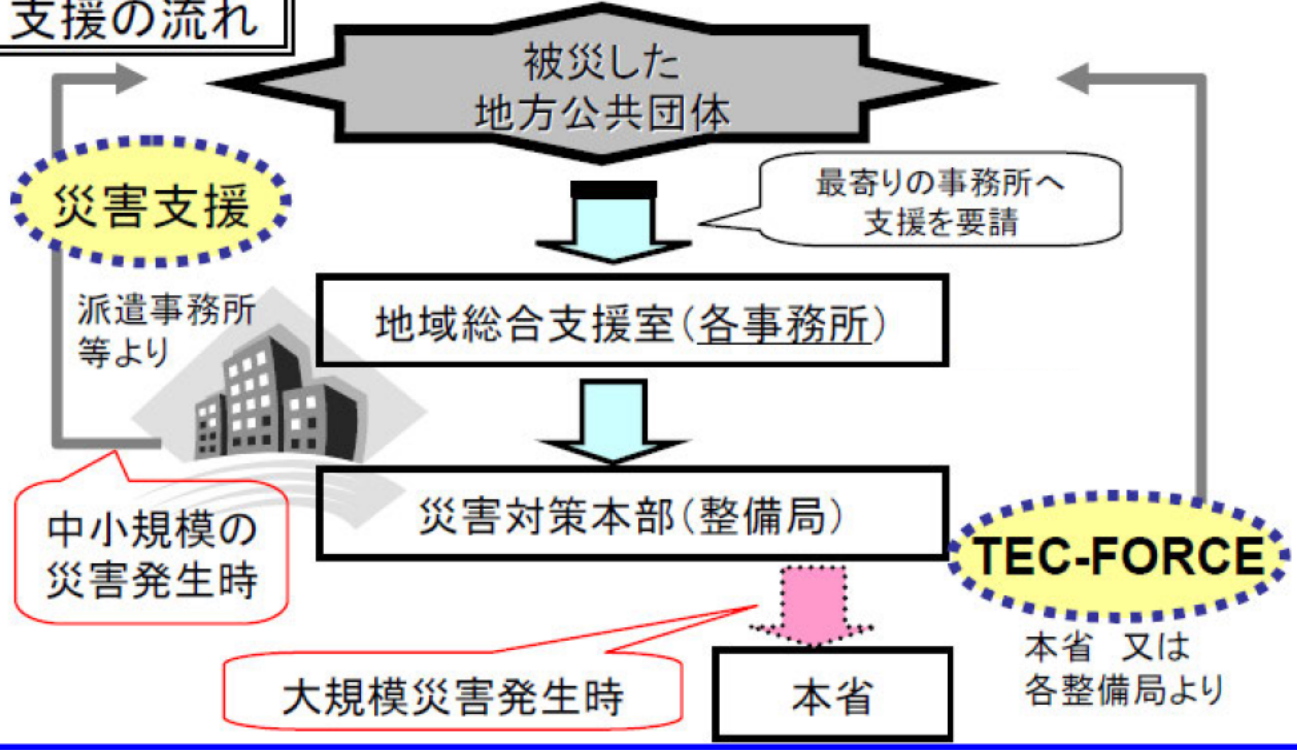 支援の流れ
被災した
地方公共団体
最寄りの事務所へ
支援を要請
災害支援
派遣事務所
等より
地域総合支援室(各事務所)
中小規模の
災害発生時
災害対策本部(整備局)
TEC-FORCE
本省 又は
各整備局より
大規模災害発生時
本省